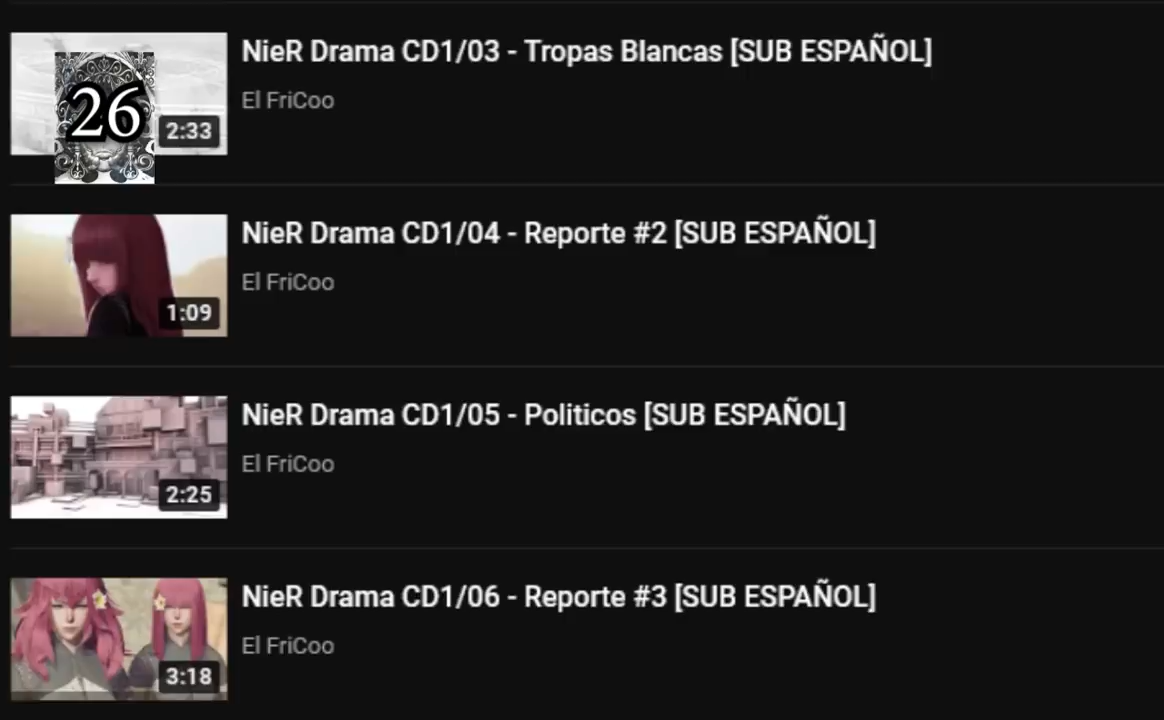 NieR Drama CD1/03 - Tropas Blancas [SUB ESPAÑOL]
El FriCoo
26
2:33
NieR Drama CD1/04 - Reporte #2 [SUB ESPAÑOL]
El FriCoo
1:09
NieR Drama CD1/05 - Politicos [SUB ESPAÑOL]
El FriCoo
2:25
NieR Drama CD1/06 - Reporte #3 [SUB ESPAÑOL]
El FriCoo
3:18